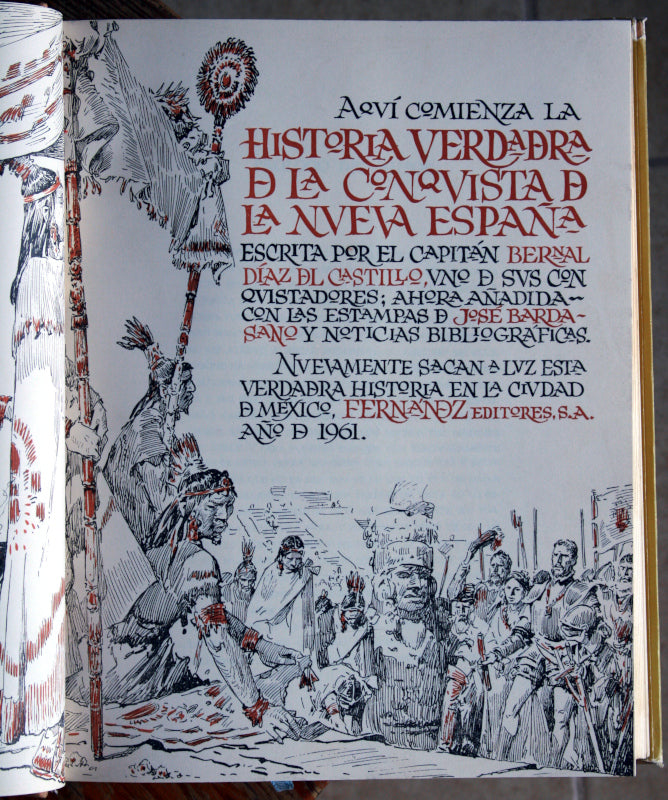 AQVÍ COMIENZA LA
HISTORIA VERDADRA
D LA CONQVISTA D
LA NVEVA ESPAÑA
ESCRITA POR EL CAPITÁN BERNAL
DÍAZ DL CASTILLO, VNO D SVS CON
QVISTADORES; AHORA AÑADIDA~
CON LAS ESTAMPAS D JOSÉ BARDA-
SANO Y NOTICIAS BIBLIOGRÁFICAS.
NVEVAMENTE SACAN A LVZ ESTA
VERDADRA HISTORIA EN LA CIVDAD
D MÉXICO, FERNANDZ EDITORES, S.A.
AÑO D 1961.